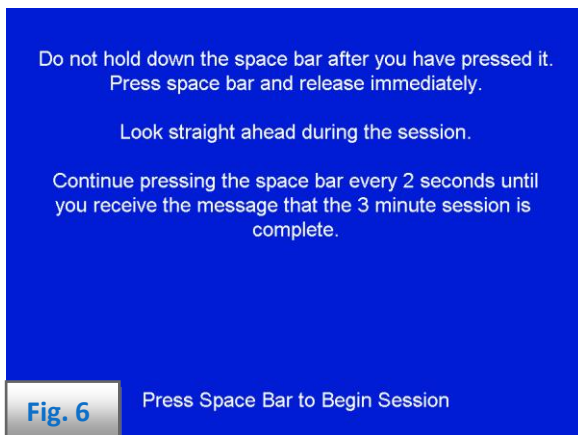 Do not hold down the space bar after you have pressed it.
Press space bar and release immediately.
Look straight ahead during the session.
Continue pressing the space bar every 2 seconds until
you receive the message that the 3 minute session is
complete.
Press Space Bar to Begin Session
Fig. 6